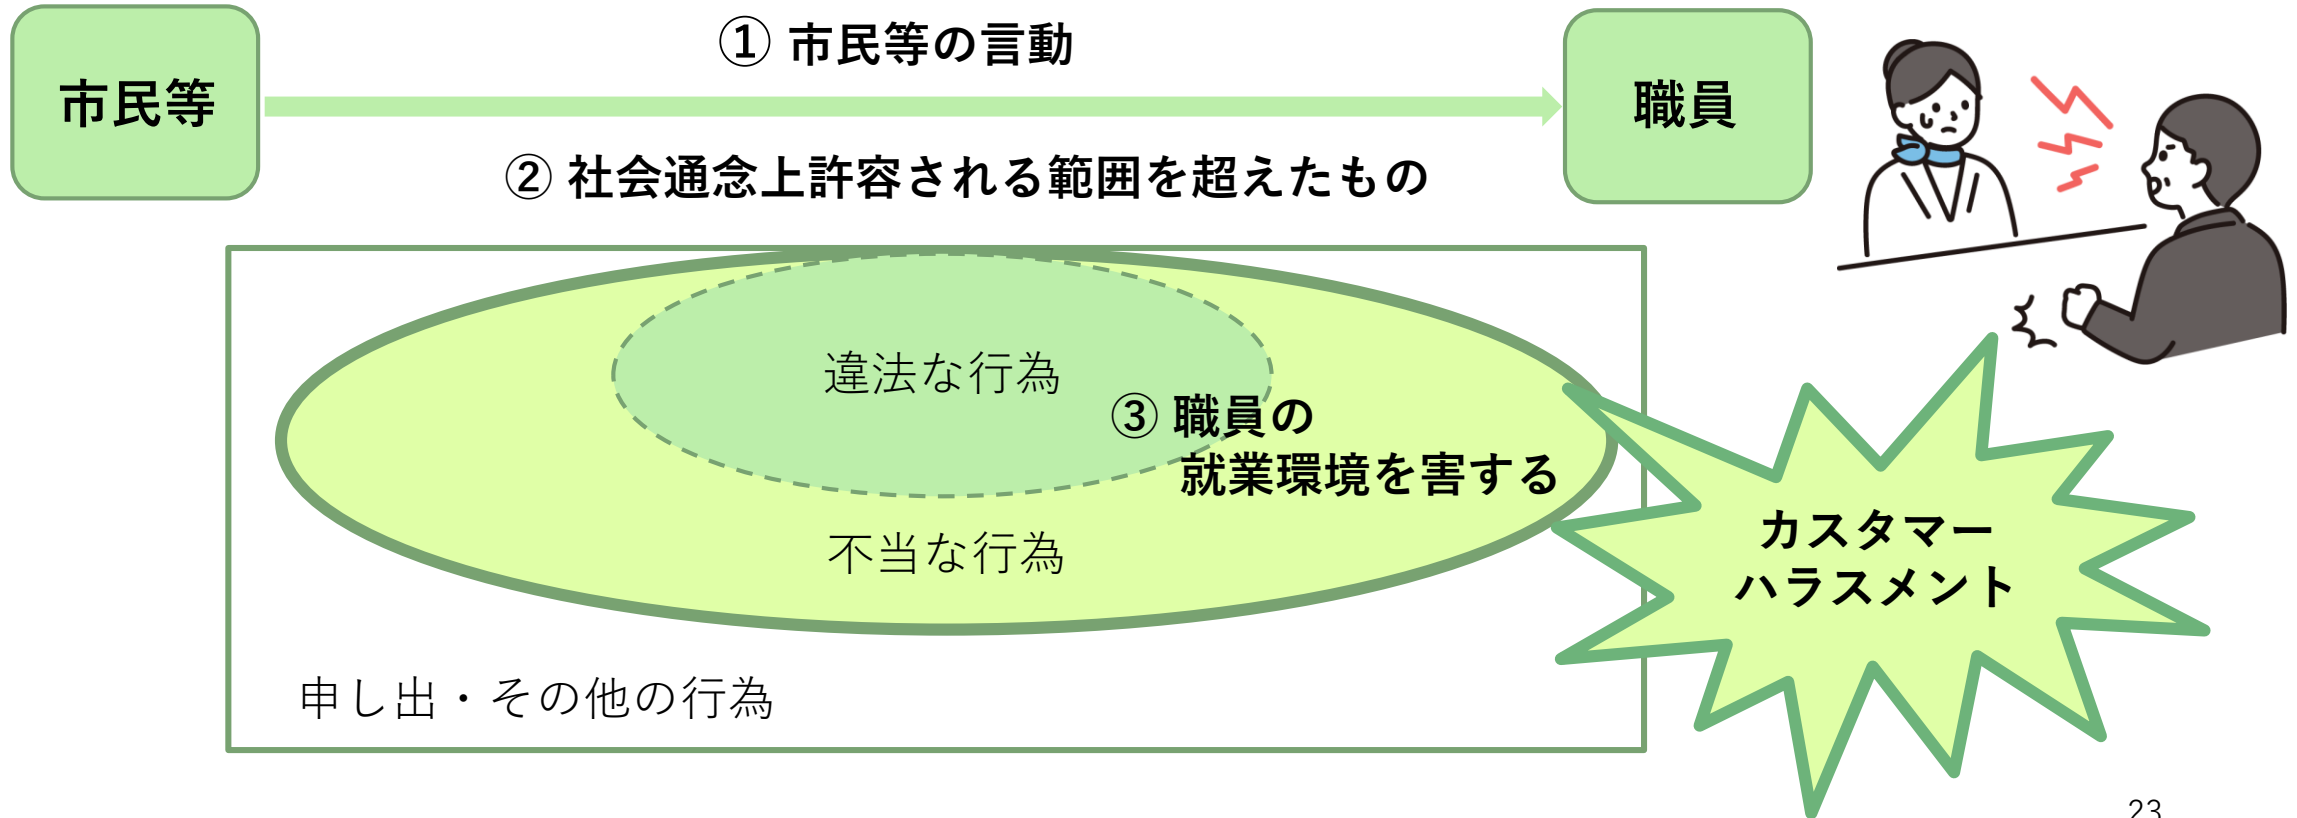 市民等
① 市民等の言動
職員
② 社会通念上許容される範囲を超えたもの
違法な行為
③ 職員の
就業環境を害する
不当な行為
カスタマー
ハラスメント
申し出・その他の行為
23